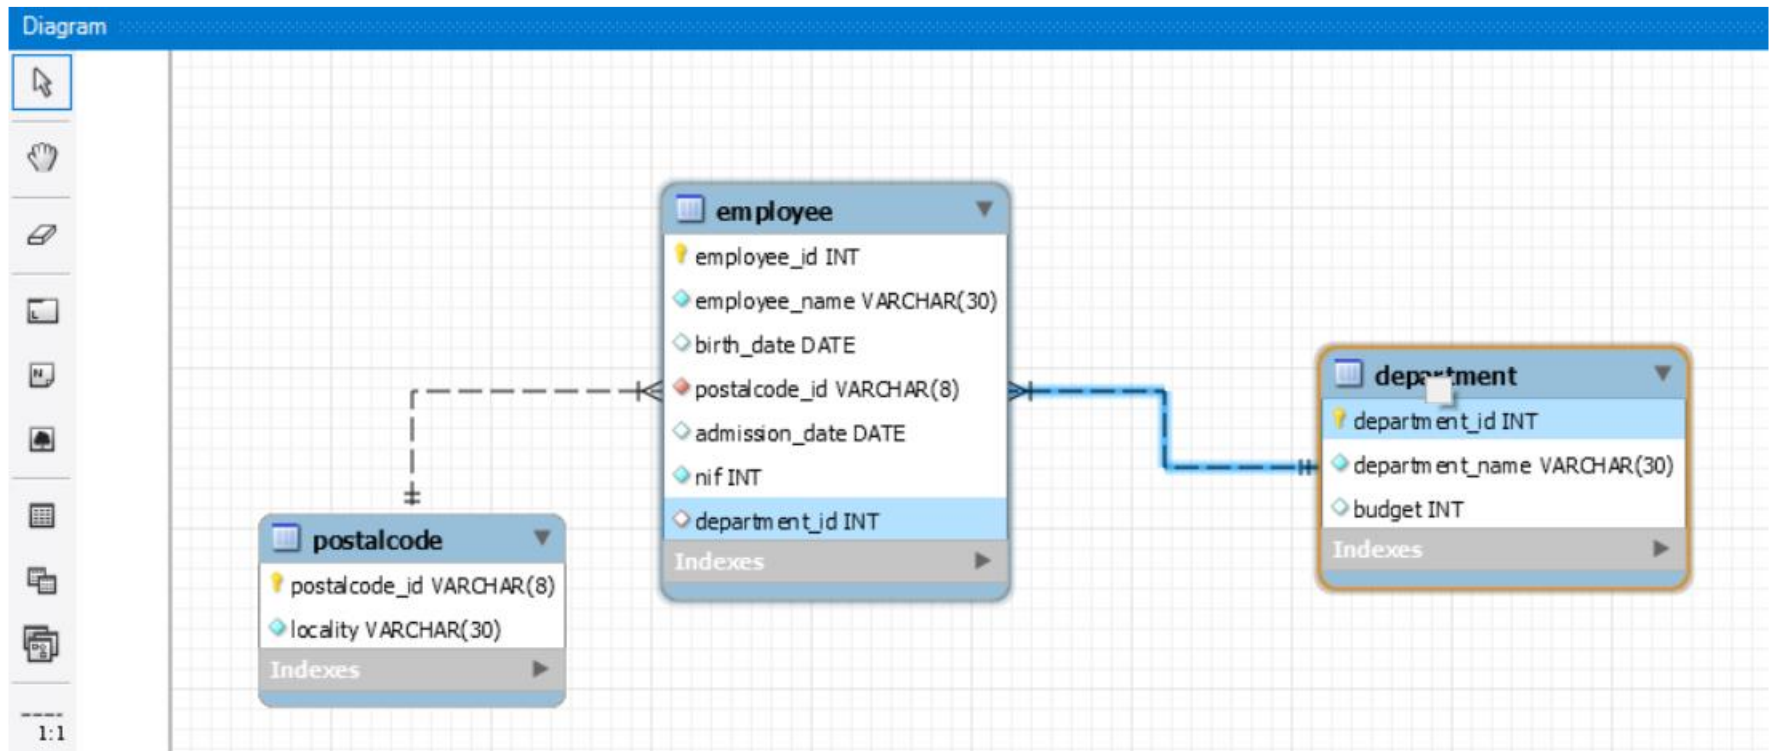 Diagram
employee
employee_id INT
employee_name VARCHAR(30)
birth_date DATE
postalcode_id VARCHAR(8)
admission_date DATE
nif INT
department_id INT
Indexes
department
department_id INT
department_name VARCHAR(30)
budget INT
Indexes
postalcode
postalcode_id VARCHAR(8)
locality VARCHAR(30)
Indexes
1:1